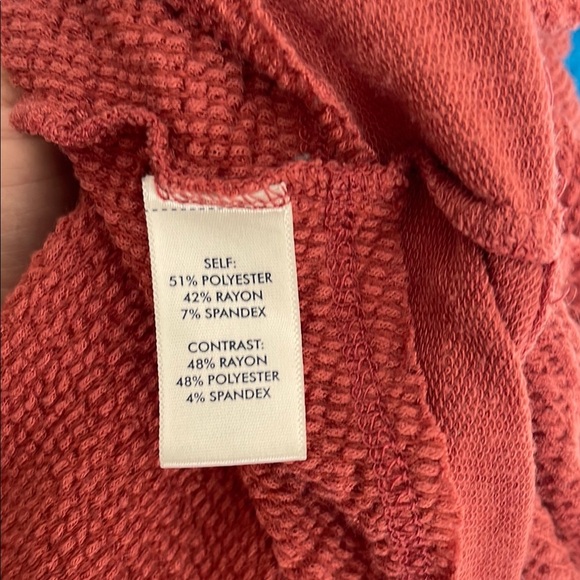 SELF:
51% POLYESTER
42% RAYON
7% SPANDEX
CONTRAST:
48% RAYON
48% POLYESTER
4% SPANDEX